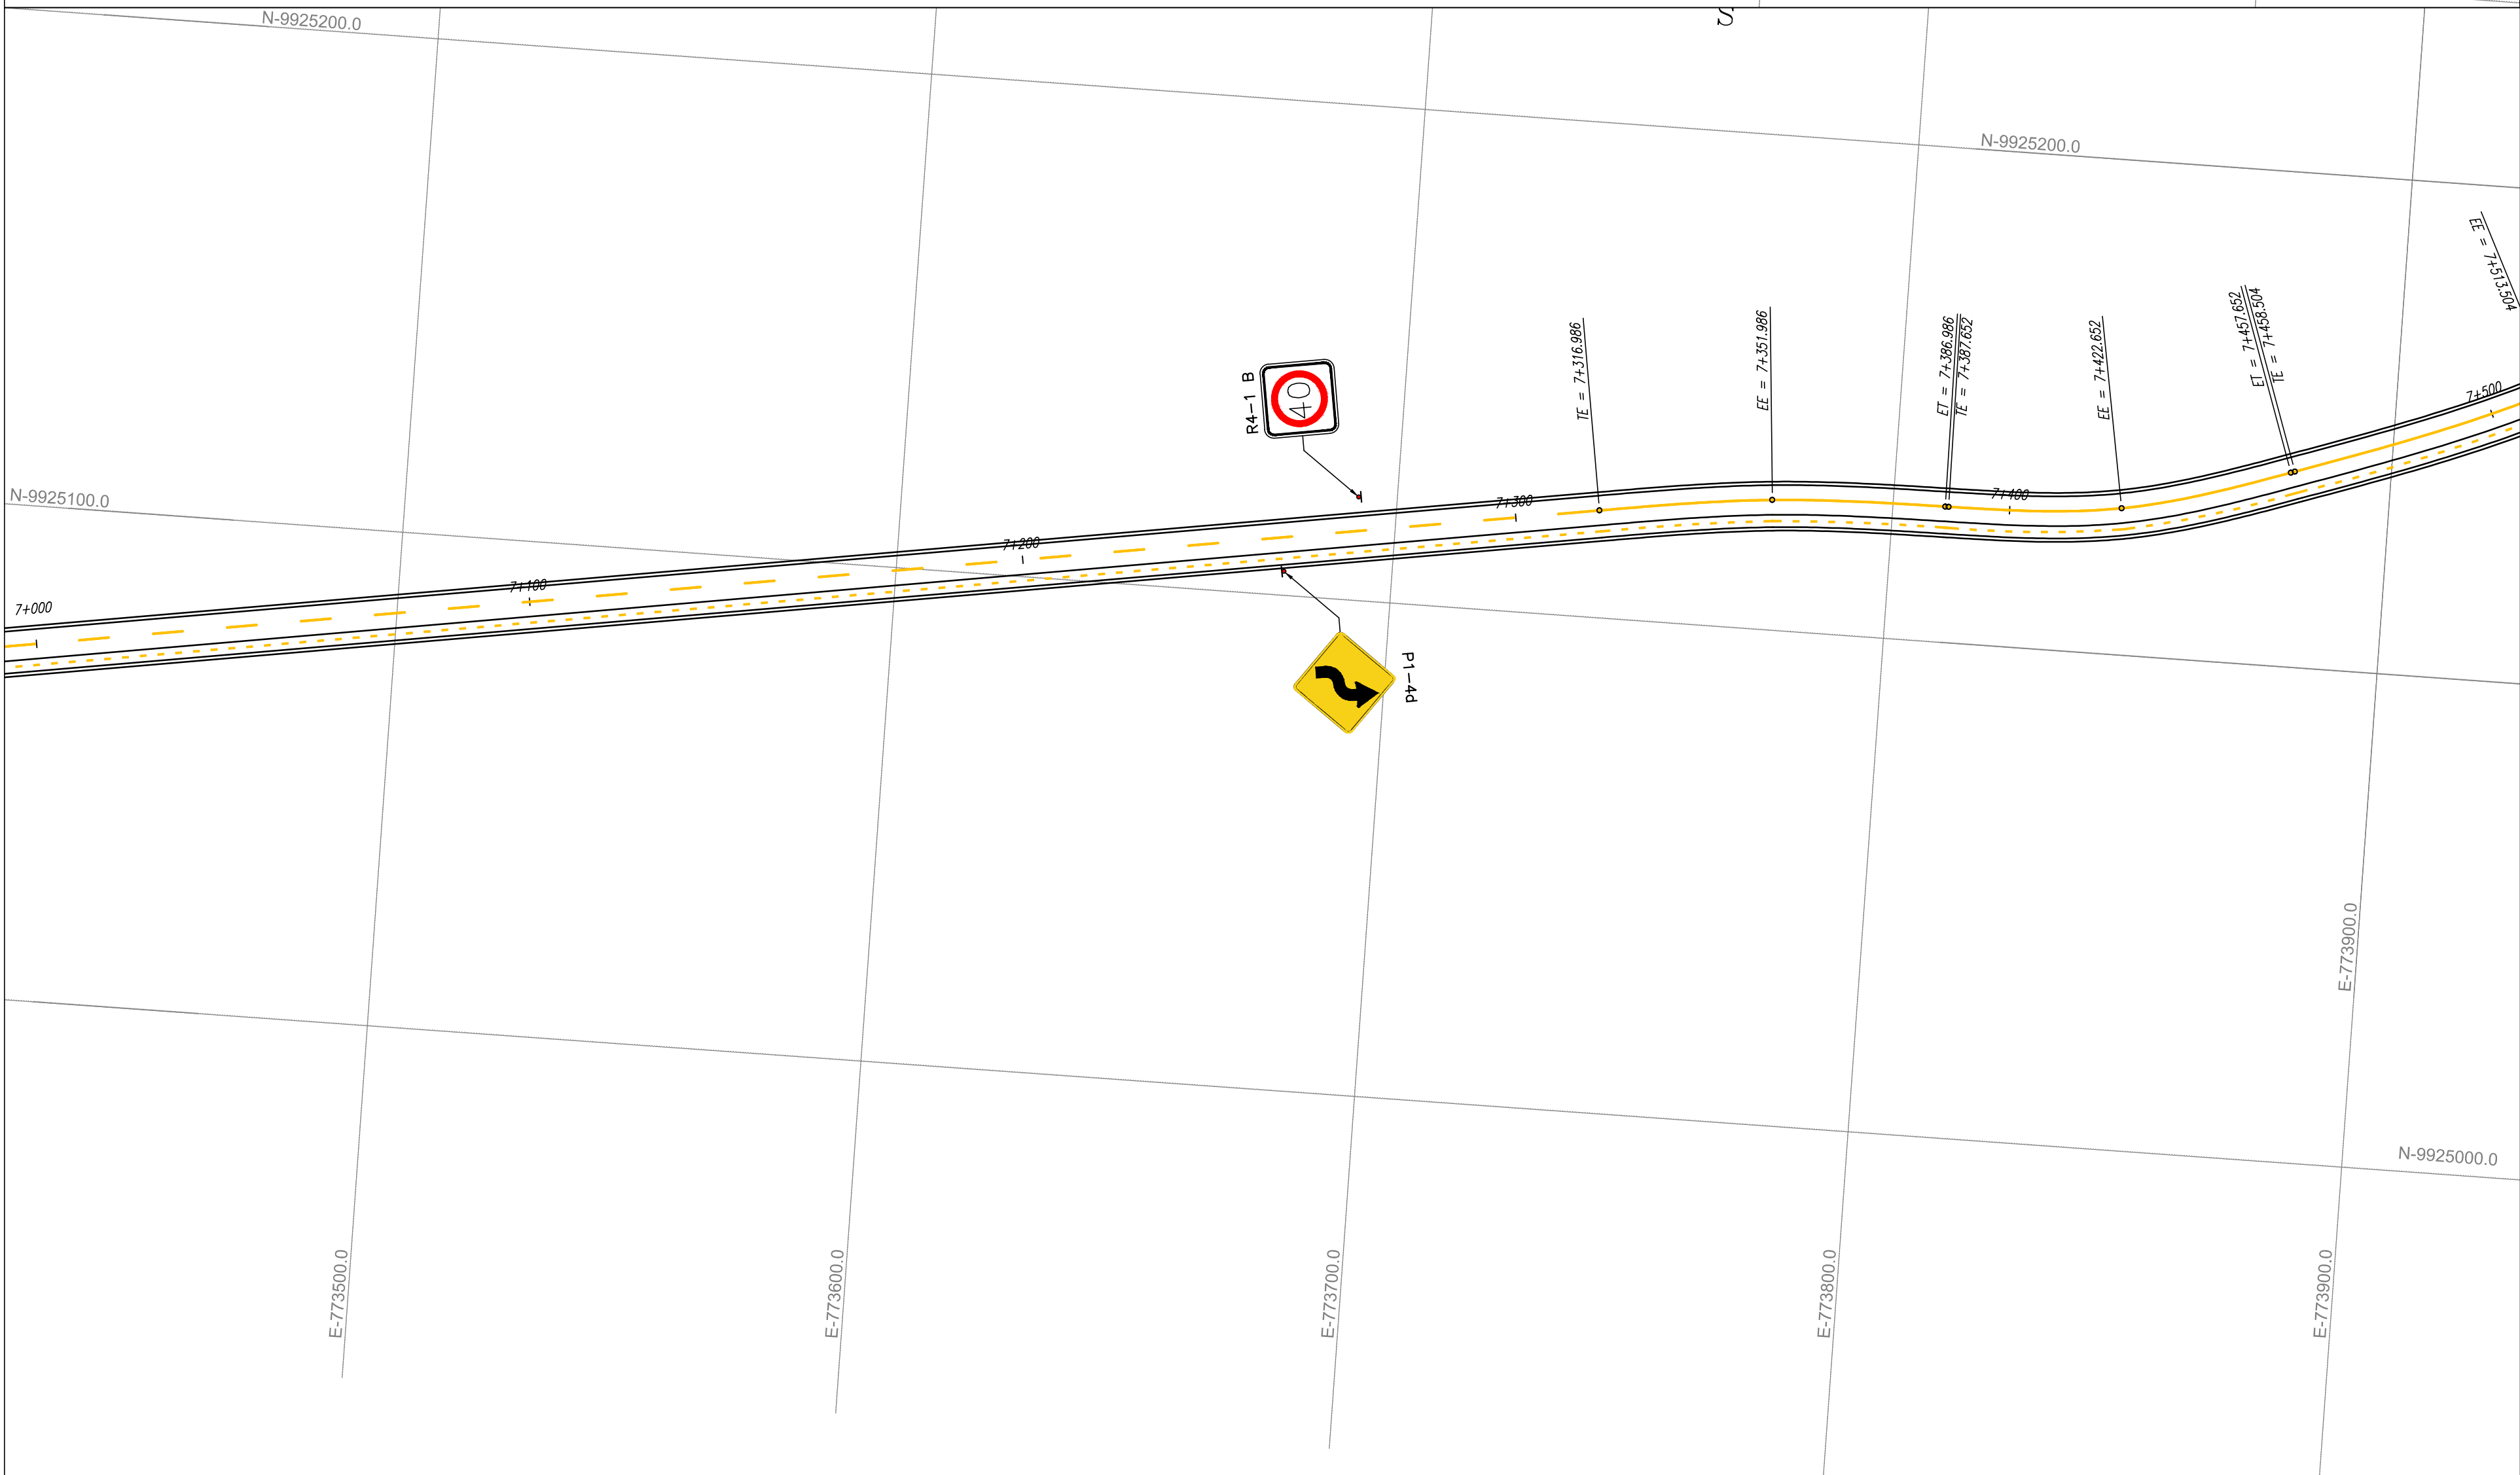 N-9925200.0
S
N-9925200.0
EE = 7+513.504
ET = 7+457.652
TE = 7+458.504
TE = 7+316.986
EE = 7+351.986
ET = 7+386.986
TE = 7+387.652
EE = 7+422.652
R4-1 B
40
7+500
N-9925100.0
7+400
7+300
7+200
7+100
7+000
P1-4d
E-773900.0
N-9925000.0
E-773500.0
E-773600.0
E-773700.0
E-773800.0
E-773900.0